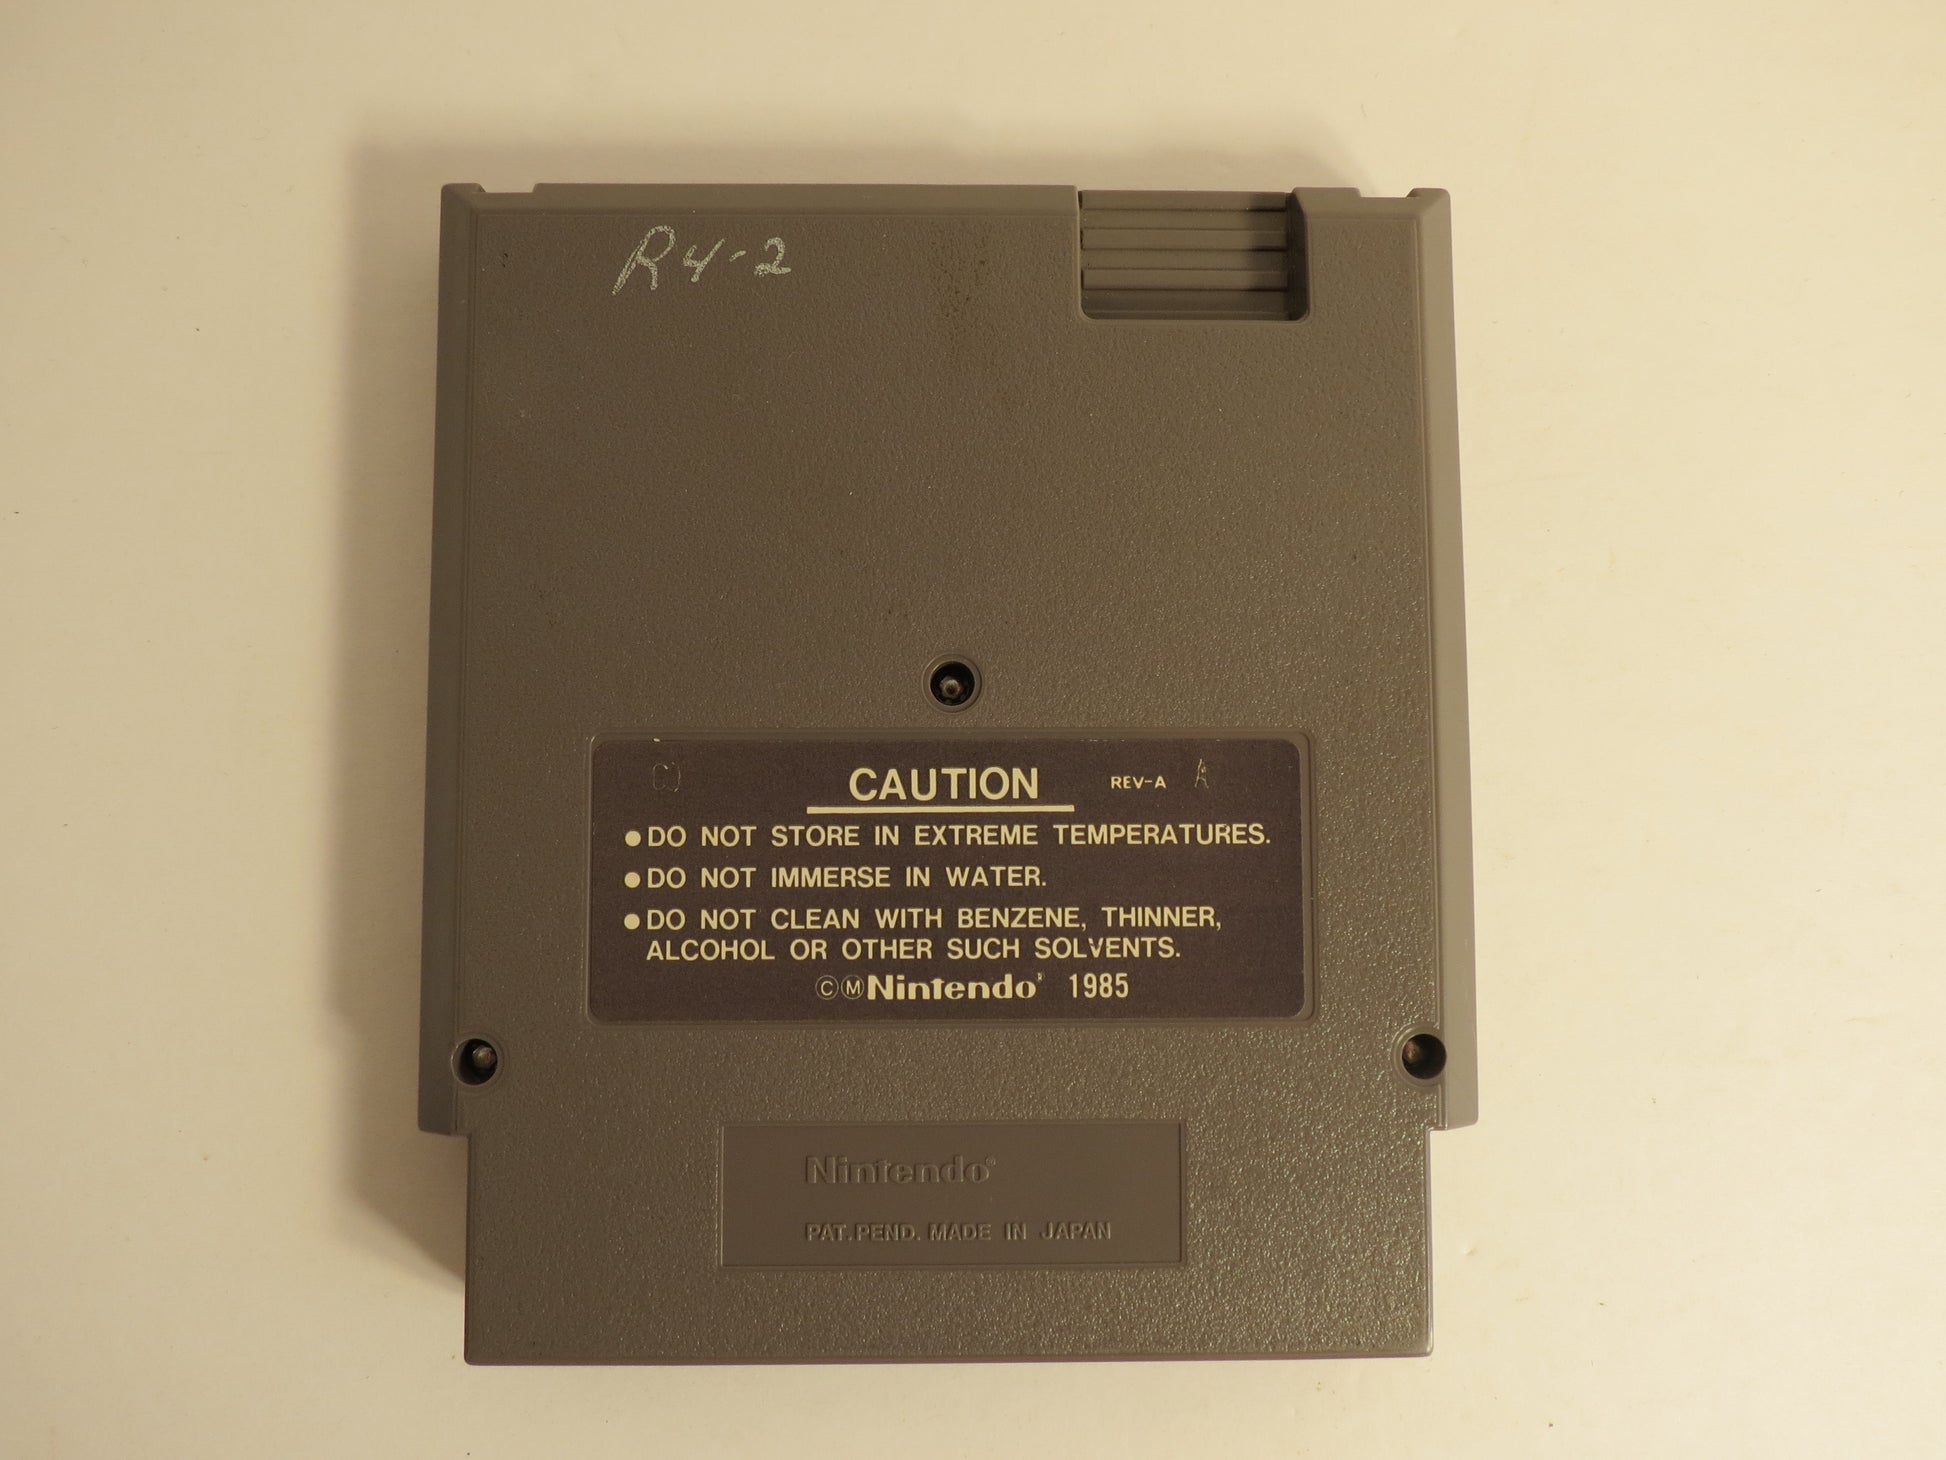 R4-2
CAUTION REV-A A
●DO NOT STORE IN EXTREME TEMPERATURES.
●DO NOT IMMERSE IN WATER.
●DO NOT CLEAN WITH BENZENE, THINNER,
ALCOHOL OR OTHER SUCH SOLVENTS.
©ⓂNintendo® 1985
Nintendo®
PAT.PEND. MADE IN JAPAN